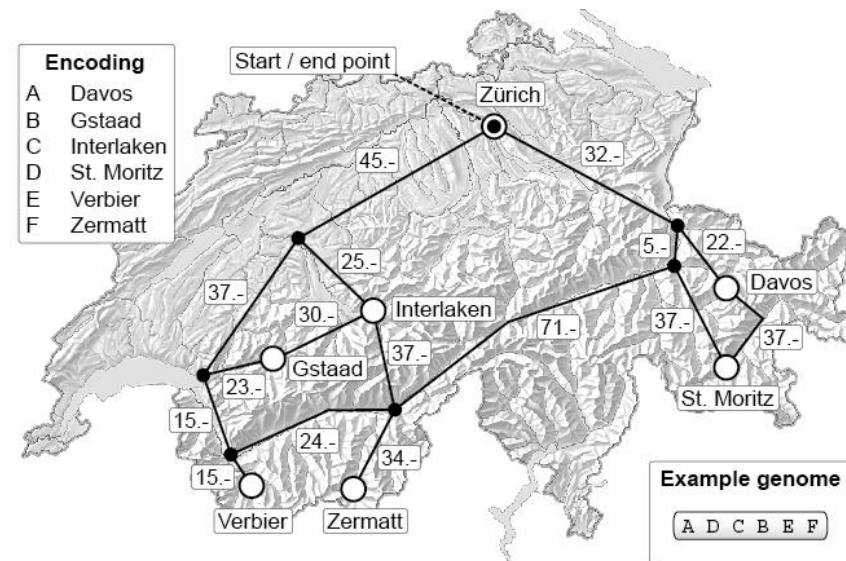 Encoding
A Davos
B Gstaad
C Interlaken
D St. Moritz
E Verbier
F Zermatt
Start / end point
Zürich
45.-
32.-
5.-
22.-
25.-
37.-
Davos
30.-
Interlaken
71.-
37.-
37.-
37.-
Gstaad
23.-
St. Moritz
15.-
24.-
34.-
15.-
Verbier
Zermatt
Example genome
A D C B E F